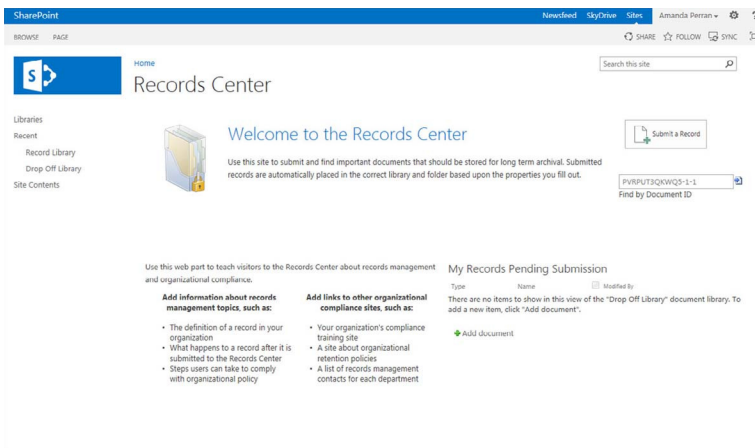 SharePoint
Newsfeed SkyDrive Sites Amanda Perran
BROWSE PAGE
SHARE FOLLOW SYNC
S
Home
Records Center
Search this site
Libraries
Recent
Record Library
Drop Off Library
Site Contents
Welcome to the Records Center
Use this site to submit and find important documents that should be stored for long term archival. Submitted
records are automatically placed in the correct library and folder based upon the properties you fill out.
Submit a Record
PVRPUT3QKWQ5-1-1
Find by Document ID
Use this web part to teach visitors to the Records Center about records management
and organizational compliance.
Add information about records
management topics, such as:
• The definition of a record in your
organization
• What happens to a record after it is
submitted to the Records Center
• Steps users can take to comply
with organizational policy
Add links to other organizational
compliance sites, such as:
• Your organization's compliance
training site
• A site about organizational
retention policies
• A list of records management
contacts for each department
My Records Pending Submission
Type Name Modified By
There are no items to show in this view of the "Drop Off Library" document library. To
add a new item, click "Add document".
Add document